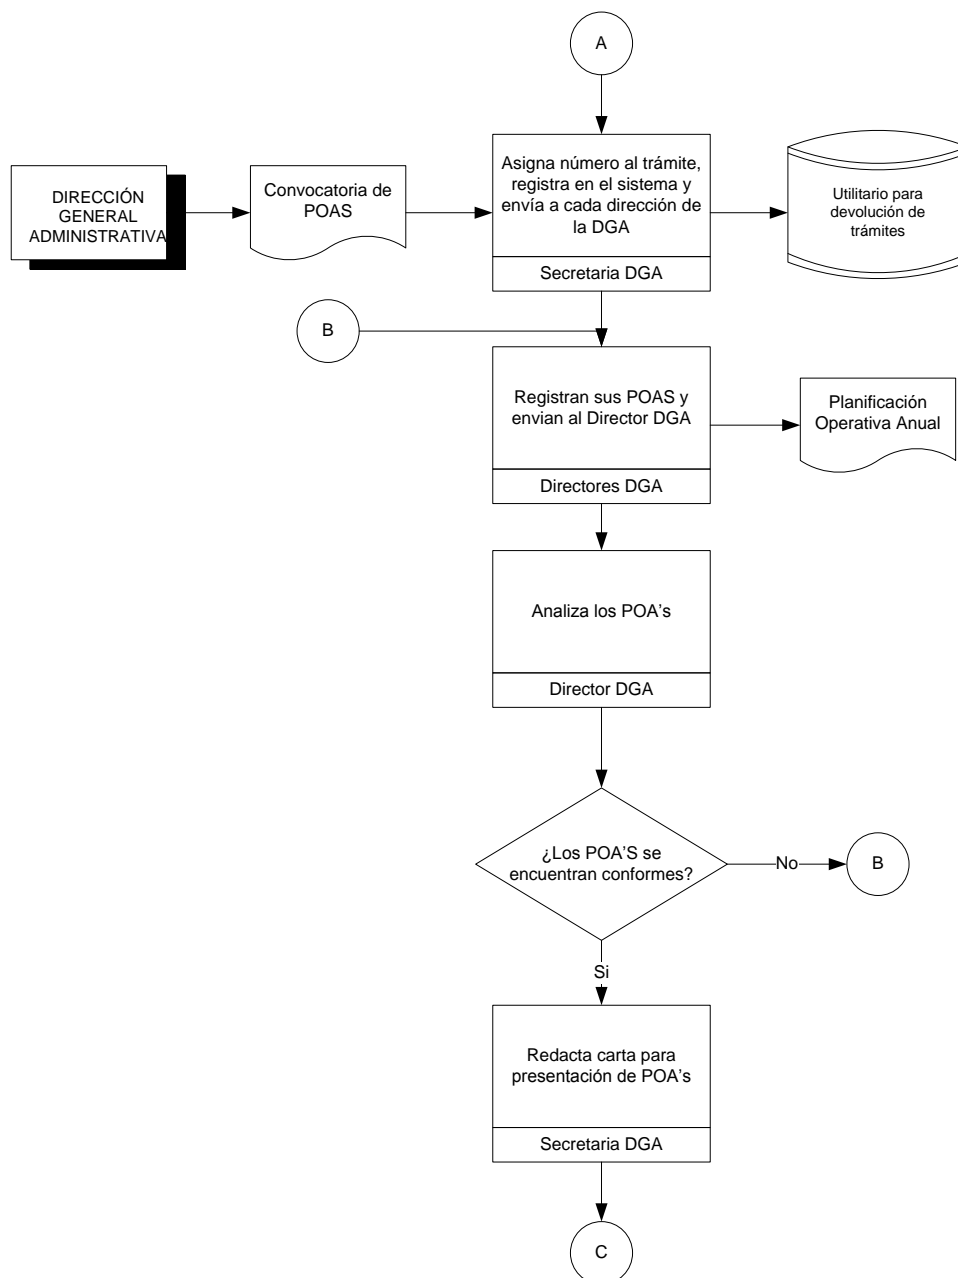 A
DIRECCIÓN
GENERAL
ADMINISTRATIVA
Convocatoria de
POAS
Asigna número al trámite,
registra en el sistema y
envía a cada dirección de
la DGA
Secretaria DGA
Utilitario para
devolución de
trámites
B
Registran sus POAS y
envian al Director DGA
Directores DGA
Planificación
Operativa Anual
Analiza los POA’s
Director DGA
¿Los POA’S se
encuentran conformes?
No
B
Si
Redacta carta para
presentación de POA’s
Secretaria DGA
C